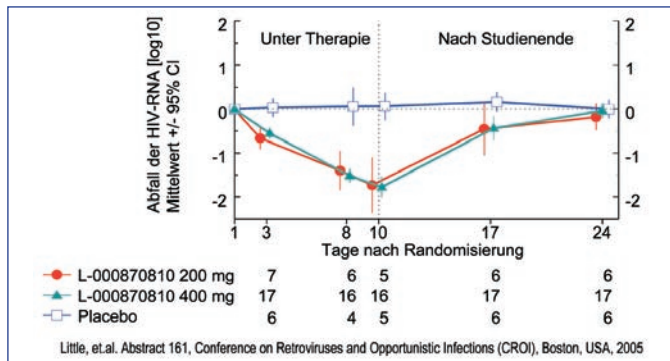 Unter Therapie
Nach Studienende
Abfall der HIV-RNA [log10]
Mittelwert +/- 95% CI
2 2
1 1
0 0
-1 -1
-2 -2
1 3 8 10 17 24
Tage nach Randomisierung
L-000870810 200 mg 7 6 5 6 6
L-000870810 400 mg 17 16 16 17 17
Placebo 6 4 5 6 6
Little, et.al. Abstract 161, Conference on Retroviruses and Opportunistic Infections (CROI), Boston, USA, 2005